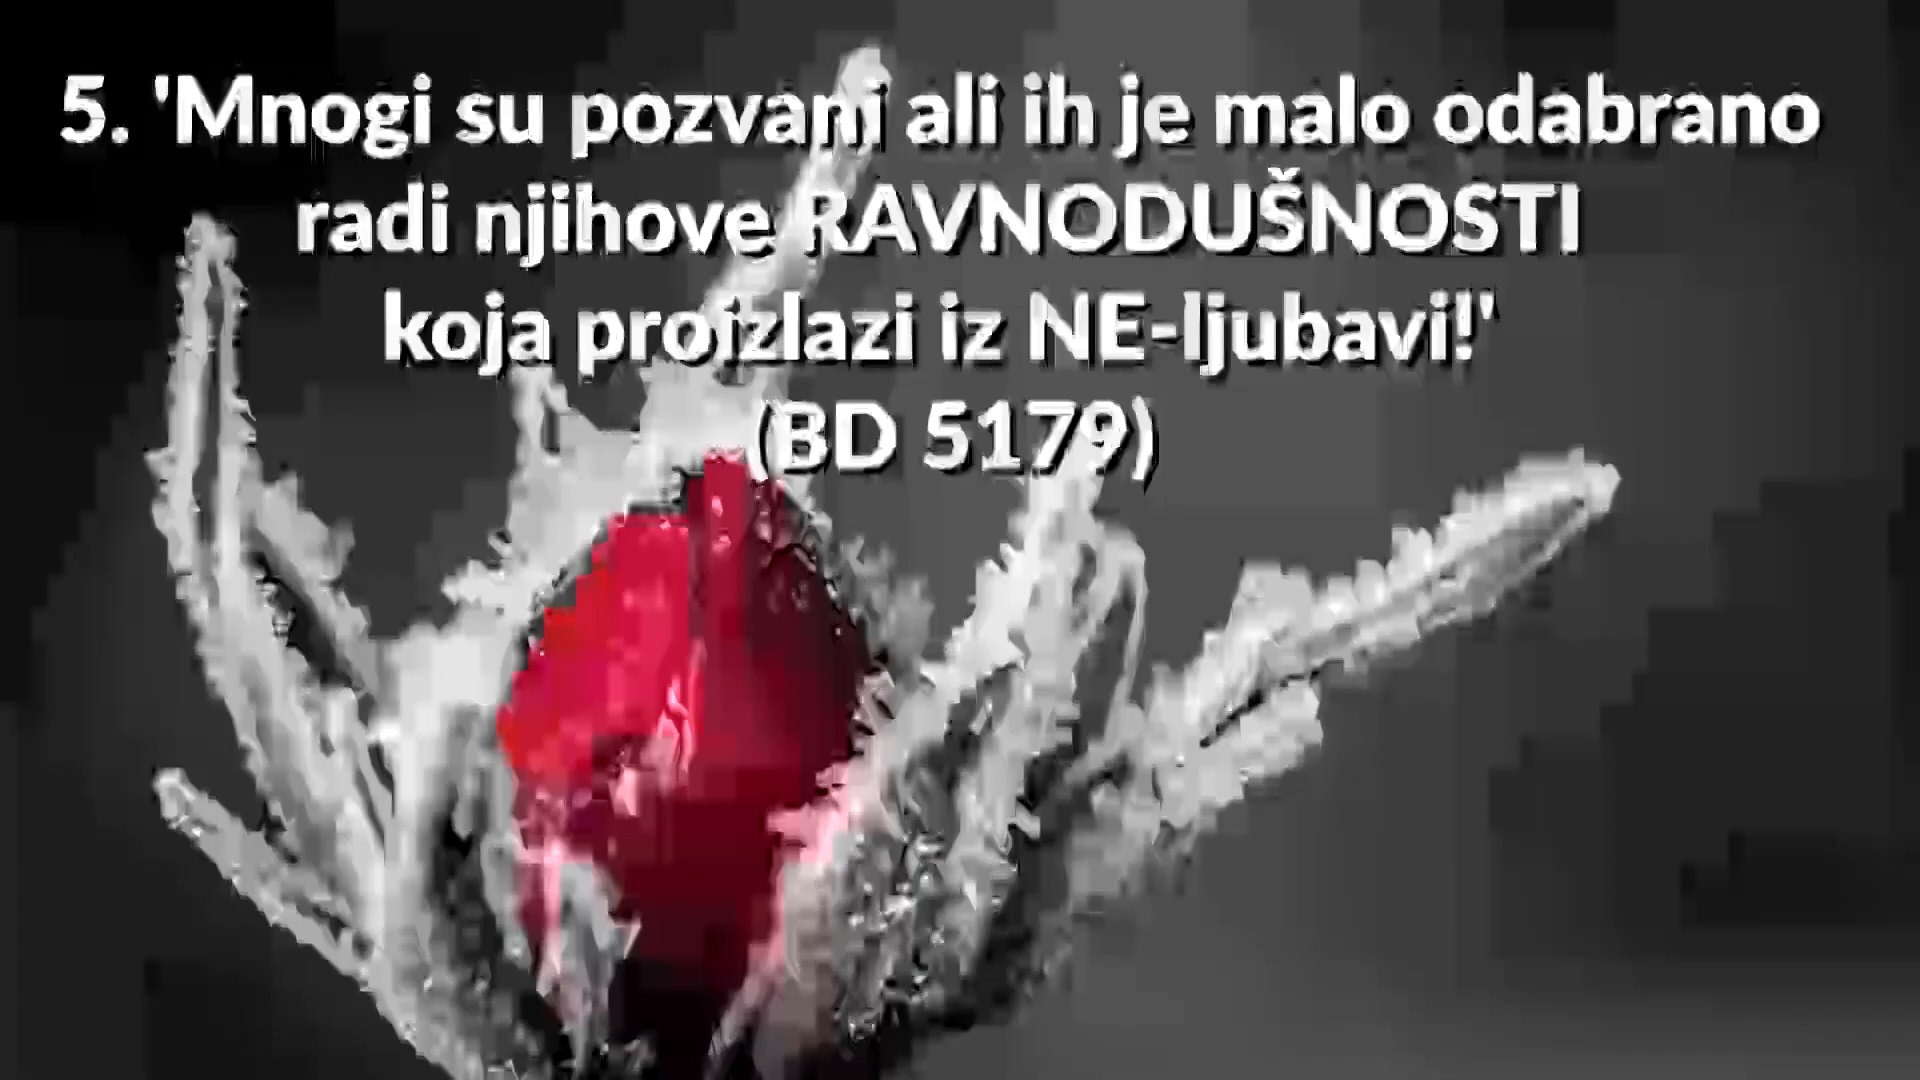 5. 'Mnogi su pozvani ali ih je malo odabrano
radi njihove RAVNODUŠNOSTI
koja proizlazi iz NE-ljubavi!'
(BD 5179)